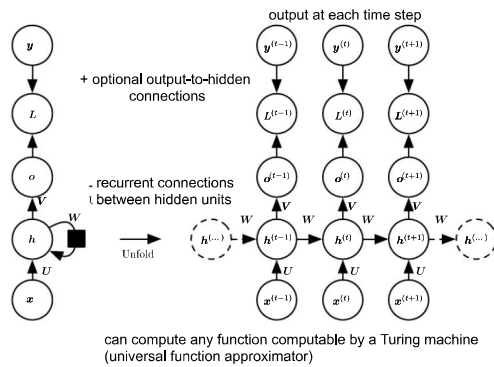 output at each time step
y y^(t-1) y^(t) y^(t+1)
+ optional output-to-hidden
connections
L L^(t-1) L^(t) L^(t+1)
o o^(t-1) o^(t) o^(t+1)
recurrent connections
between hidden units
V V V V
W W W W W
h h^(...) h^(t-1) h^(t) h^(t+1) h^(...)
Unfold
U U U U
x x^(t-1) x^(t) x^(t+1)
can compute any function computable by a Turing machine
(universal function approximator)